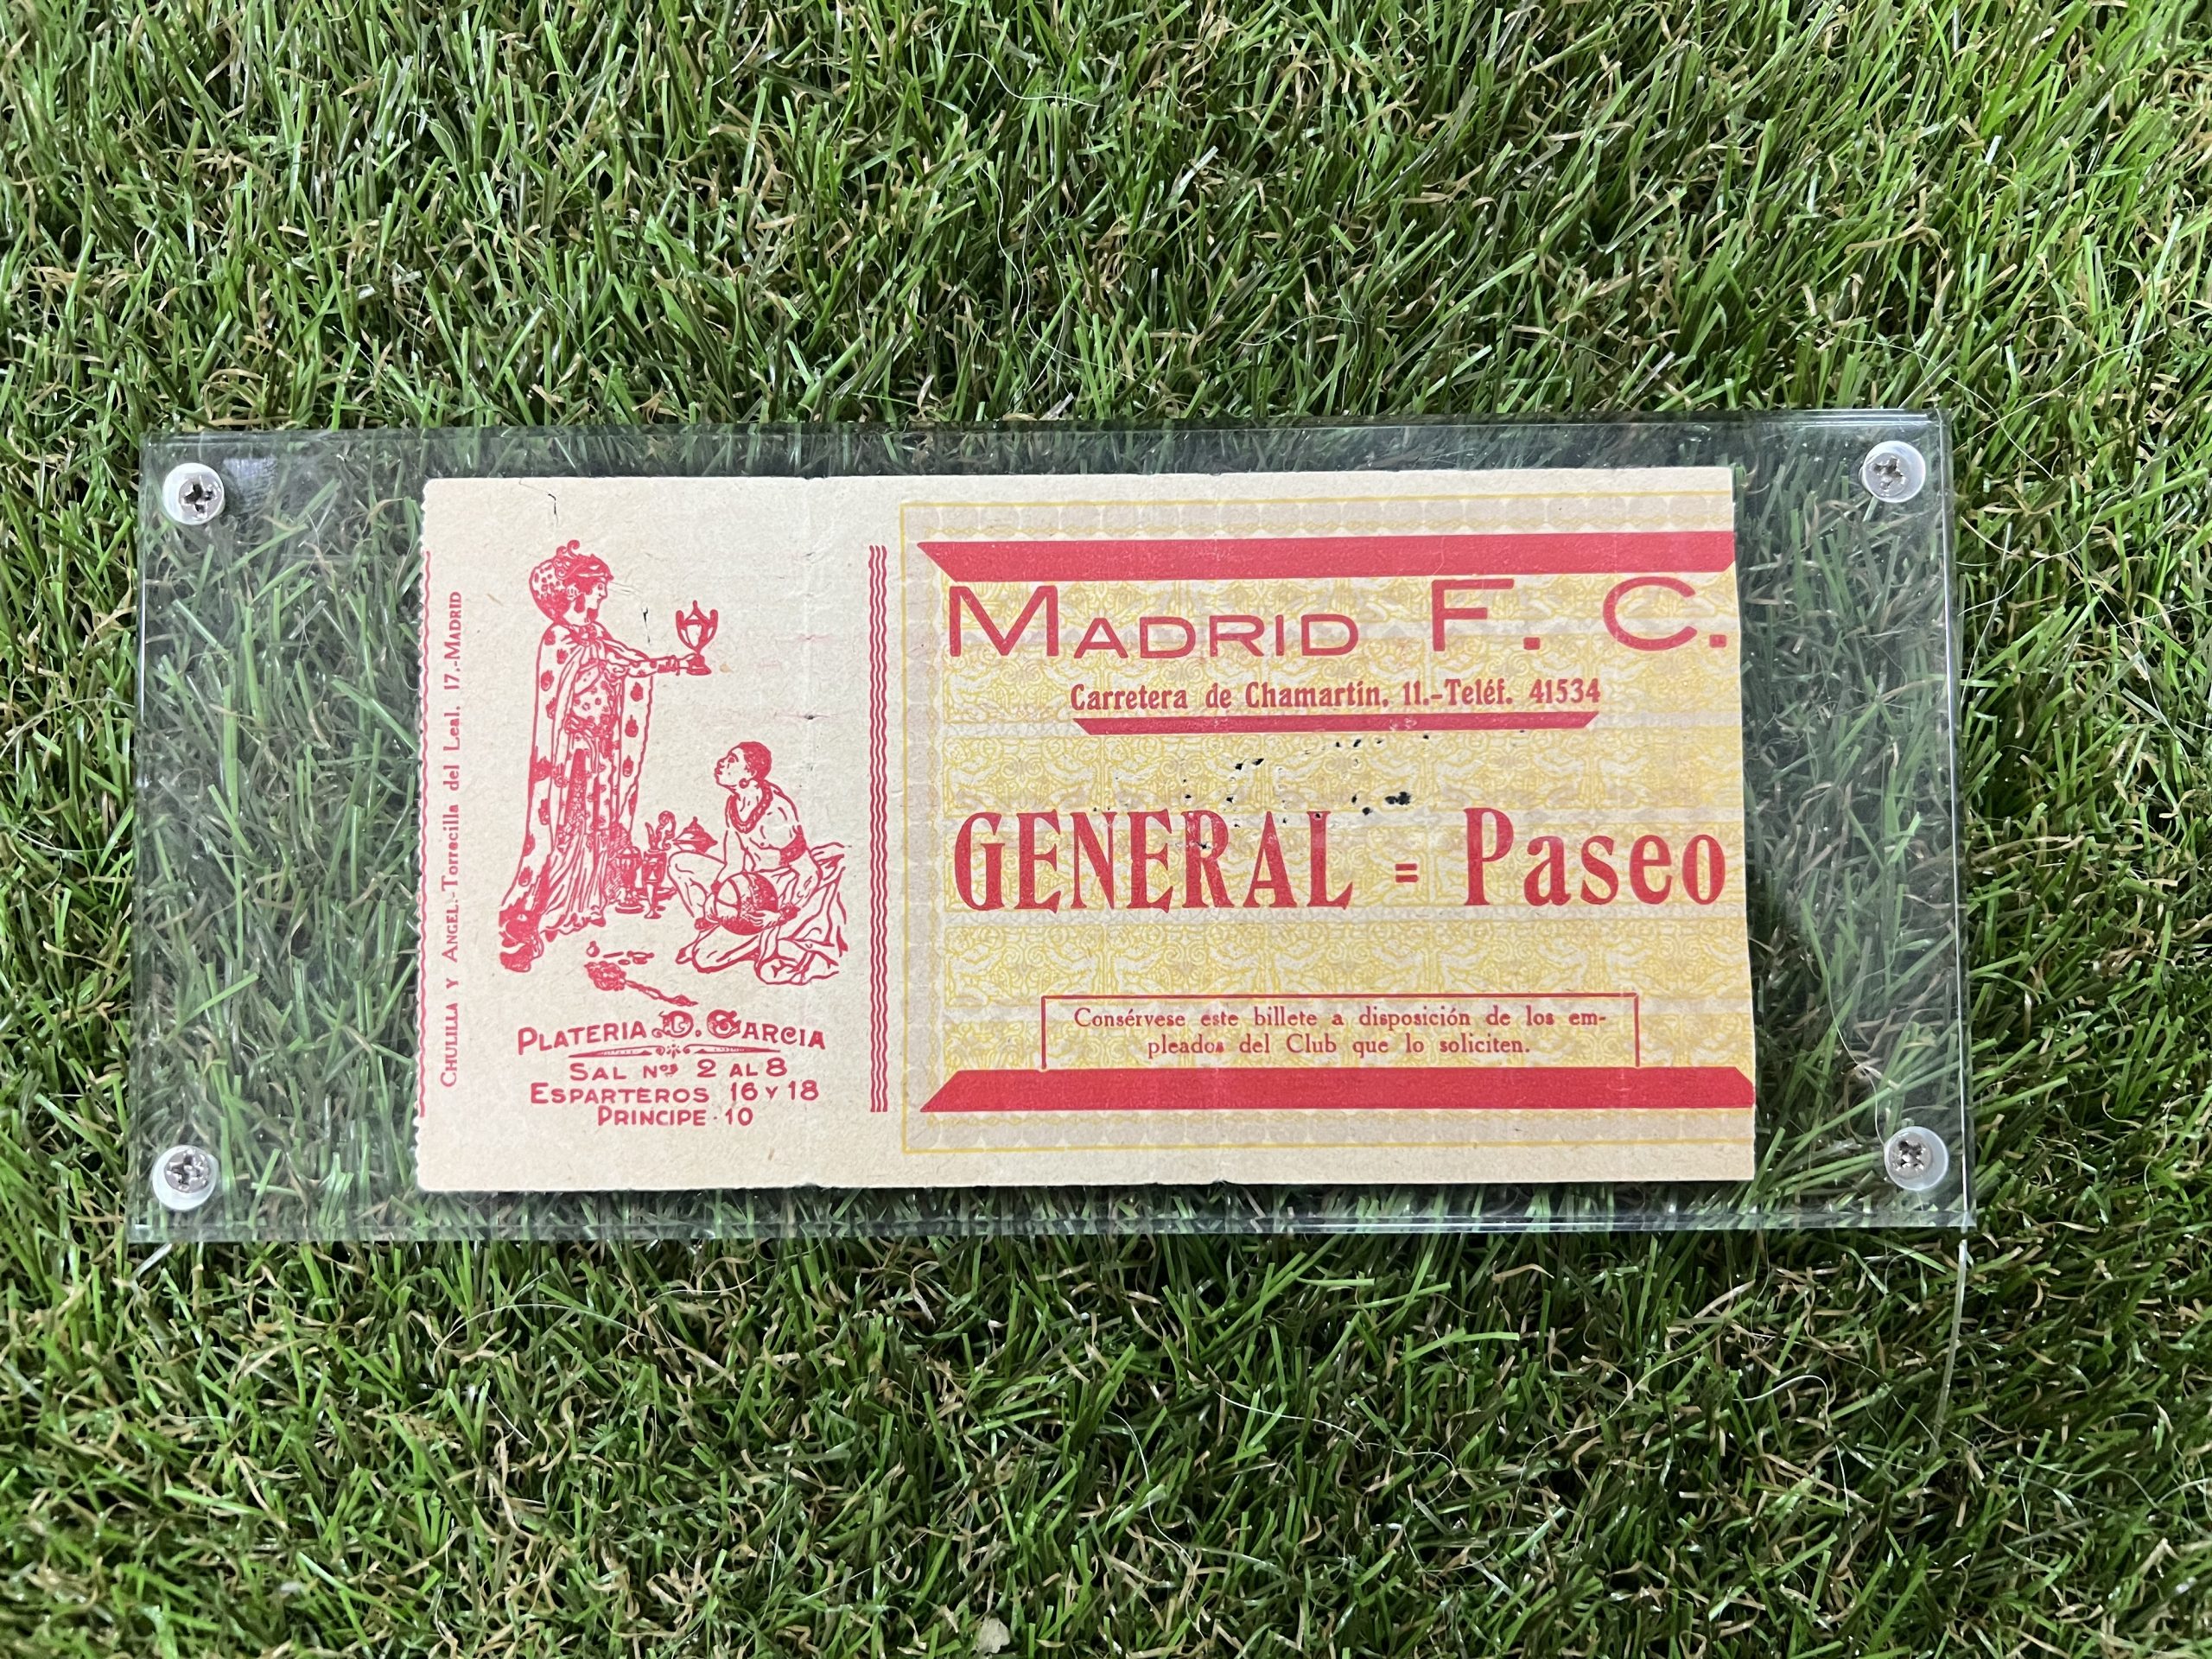 CHULILLA Y ANGEL.-Torrecilla del Leal. 17.-MADRID
PLATERIA D. GARCIA
SAL Nos 2 AL 8
ESPARTEROS 16 Y 18
PRINCIPE · 10
MADRID F. C.
Carretera de Chamartín, 11.-Teléf. 41534
GENERAL = Paseo
Consérvese este billete a disposición de los em-
pleados del Club que lo soliciten.